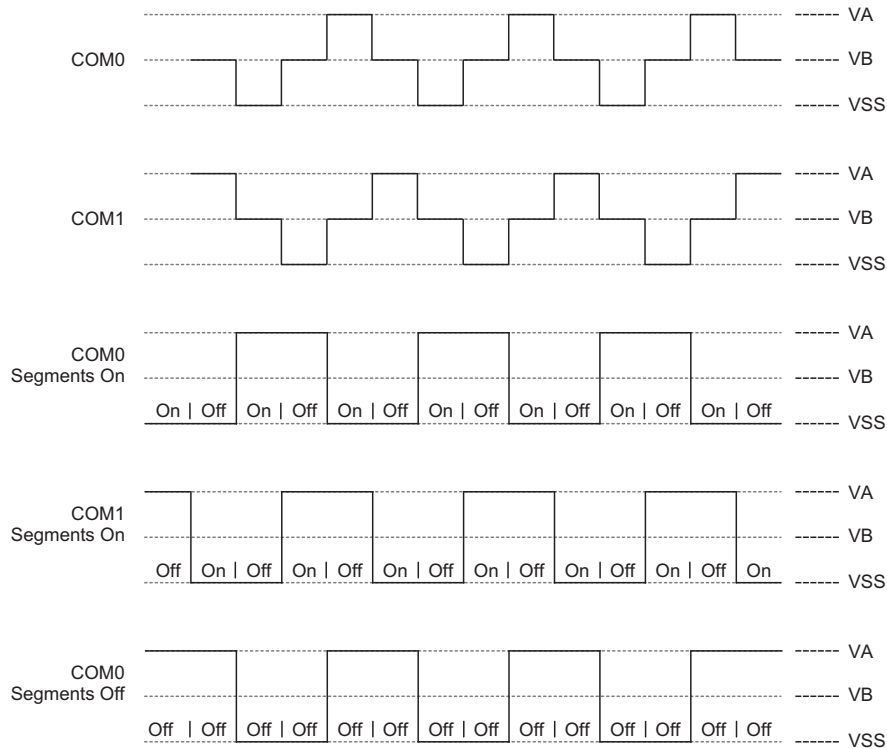 VA
COM0
VB
VSS
VA
COM1
VB
VSS
VA
COM0
Segments On
VB
On | Off | On | Off | On | Off | On | Off | On | Off | On | Off | On | Off
VSS
VA
COM1
Segments On
VB
Off | On | Off | On | Off | On | Off | On | Off | On | Off | On | Off | On
VSS
VA
COM0
Segments Off
VB
Off | Off | Off | Off | Off | Off | Off | Off | Off | Off | Off | Off | Off | Off
VSS